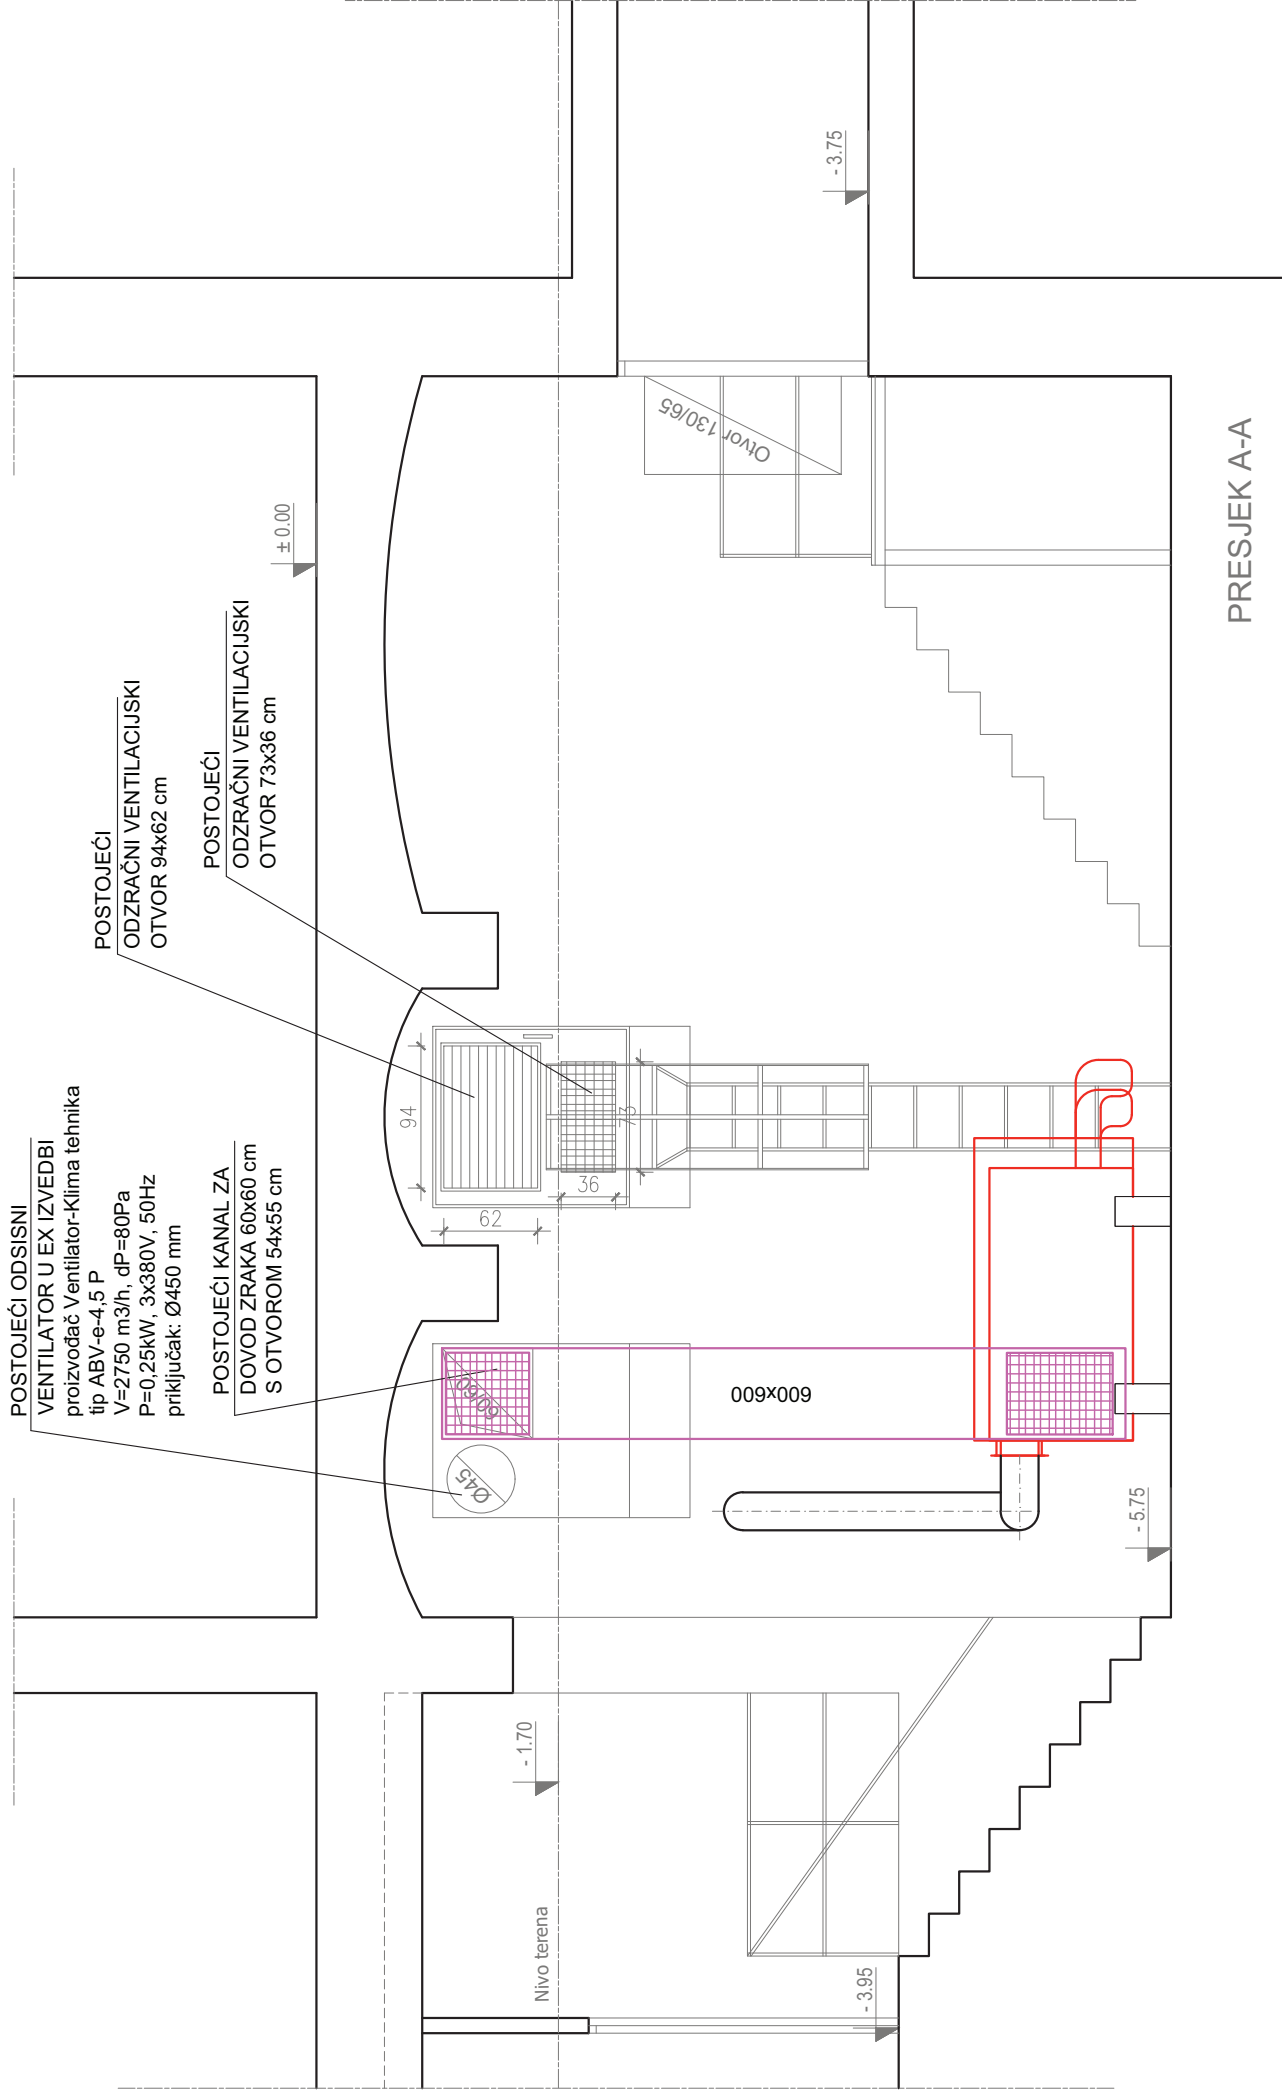 POSTOJEĆI ODSISNI
VENTILATOR U EX IZVEDBI
proizvođač Ventilator-Klima tehnika
tip ABV-e-4,5 P
V=2750 m3/h, dP=80Pa
P=0,25kW, 3x380V, 50Hz
priključak: Ø450 mm
POSTOJEĆI KANAL ZA
DOVOD ZRAKA 60x60 cm
S OTVOROM 54x55 cm
POSTOJEĆI
ODZRAČNI VENTILACIJSKI
OTVOR 94x62 cm
POSTOJEĆI
ODZRAČNI VENTILACIJSKI
OTVOR 73x36 cm
± 0.00
94
62
36
73
60/60
Ø45
600x600
Otvor 130/65
- 3.75
- 1.70
Nivo terena
- 3.95
- 5.75
PRESJEK A-A